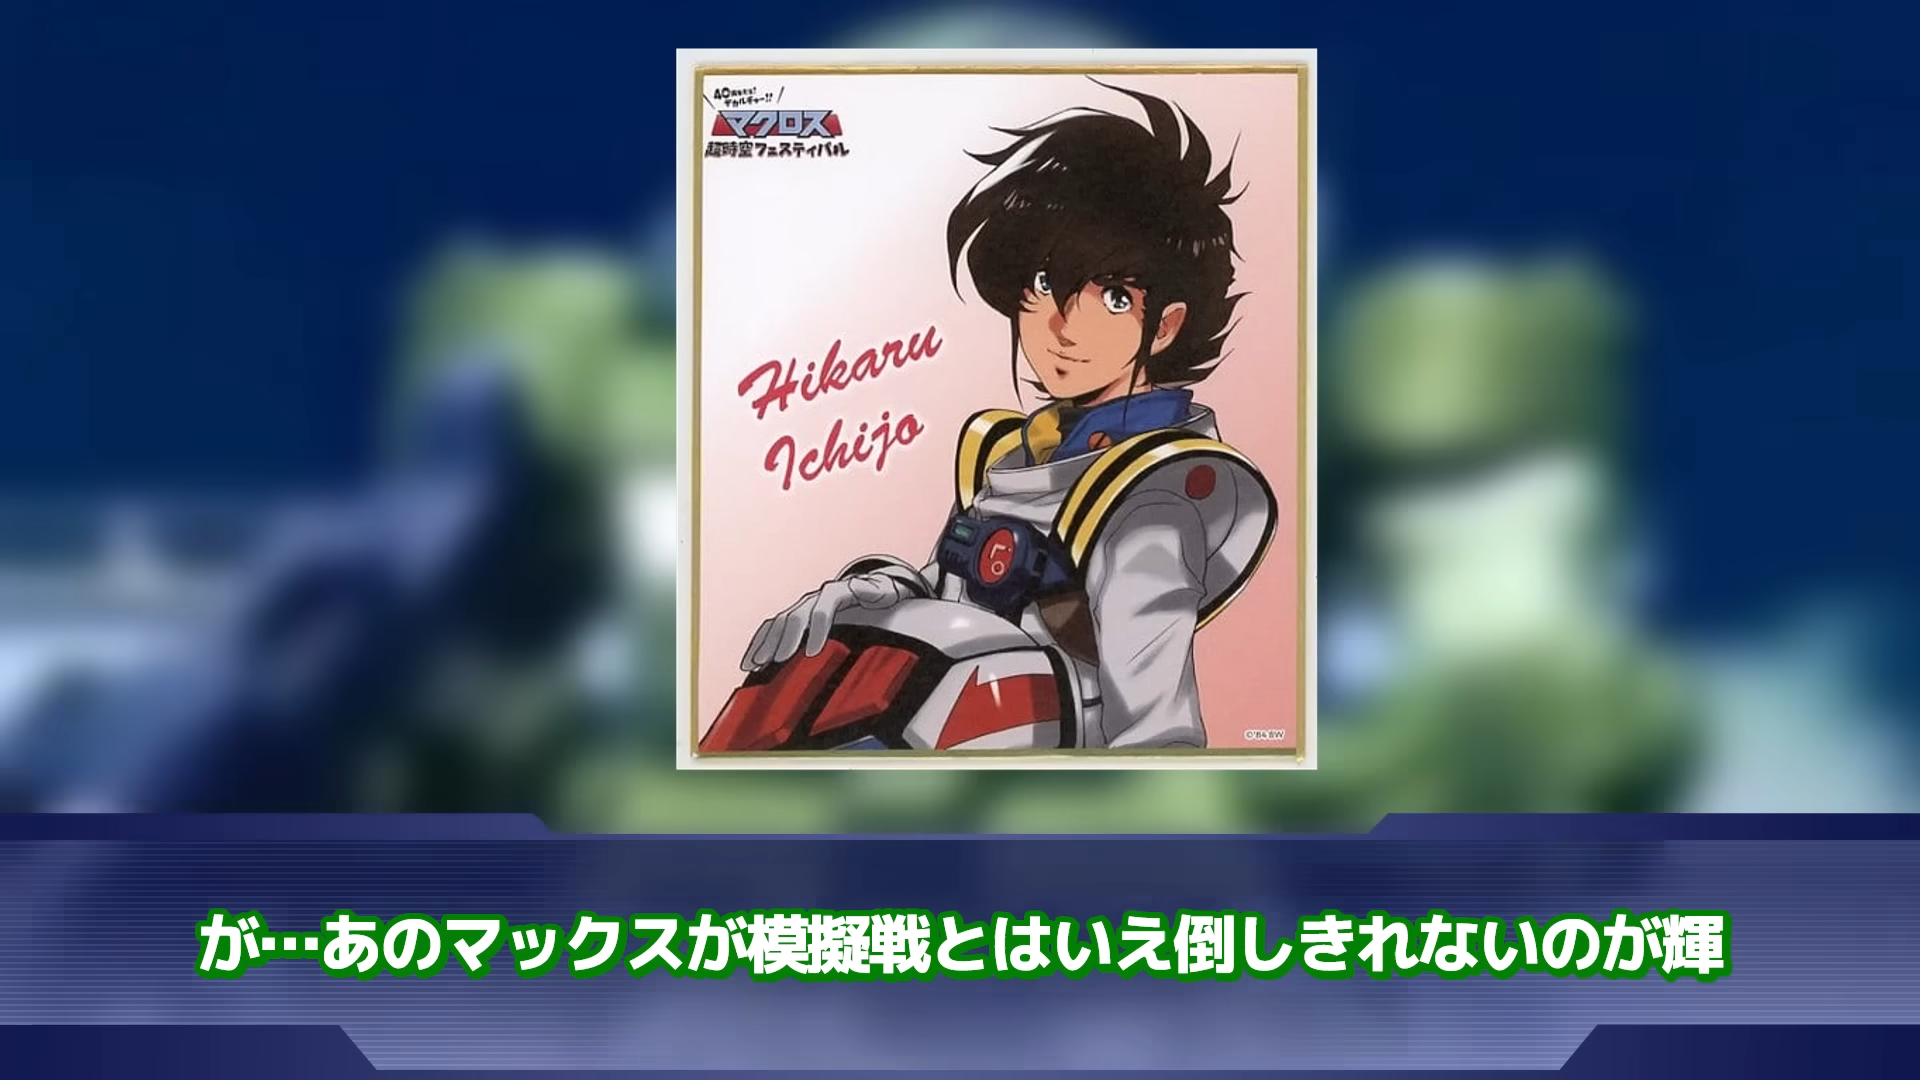 40周年だよ!
デカルチャー!!
マクロス
超時空フェスティバル
Hikaru
Ichijo
©'84 BW
が…あのマックスが模擬戦とはいえ倒しきれないのが輝